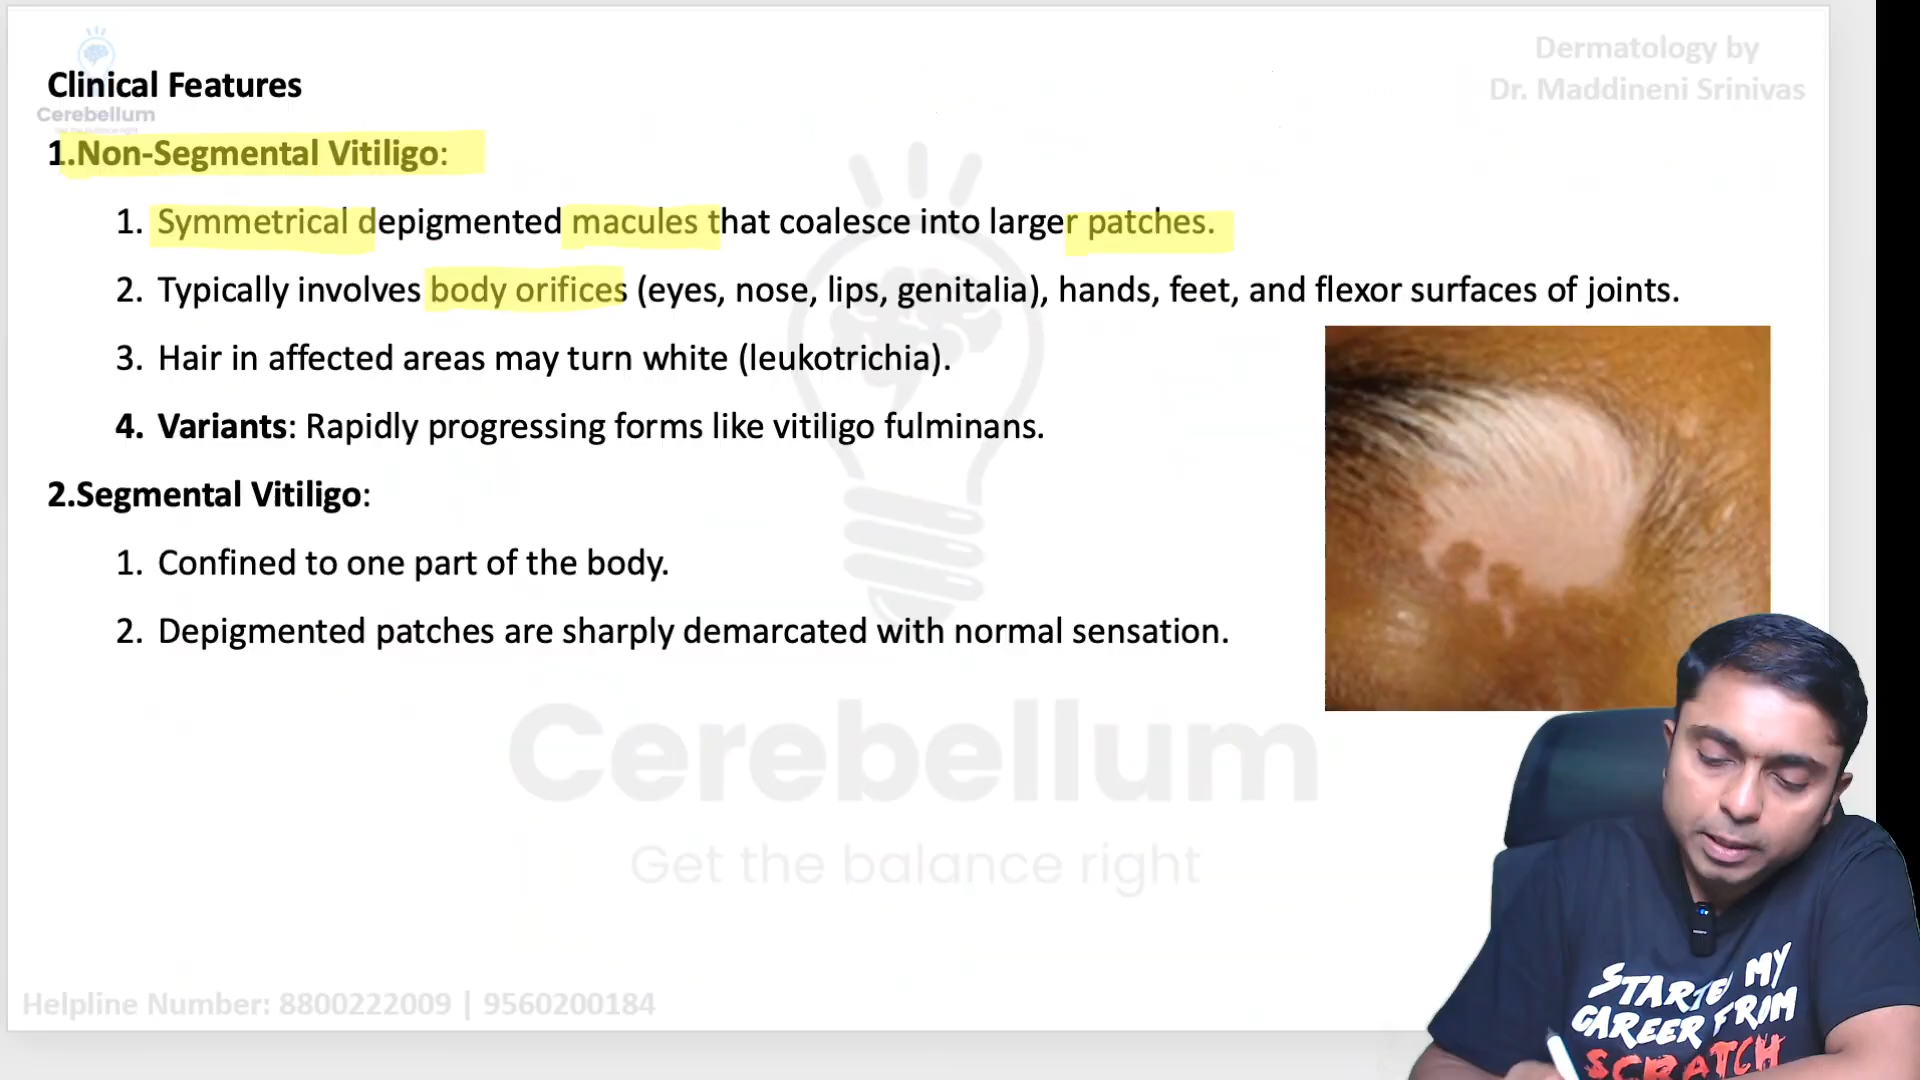 Dermatology by
Dr. Maddineni Srinivas
Clinical Features
Cerebellum
1.Non-Segmental Vitiligo:
1. Symmetrical depigmented macules that coalesce into larger patches.
2. Typically involves body orifices (eyes, nose, lips, genitalia), hands, feet, and flexor surfaces of joints.
3. Hair in affected areas may turn white (leukotrichia).
4. Variants: Rapidly progressing forms like vitiligo fulminans.
2.Segmental Vitiligo:
1. Confined to one part of the body.
2. Depigmented patches are sharply demarcated with normal sensation.
Cerebellum
Get the balance right
STARTED MY
CAREER FROM
SCRATCH
Helpline Number: 8800222009 | 9560200184